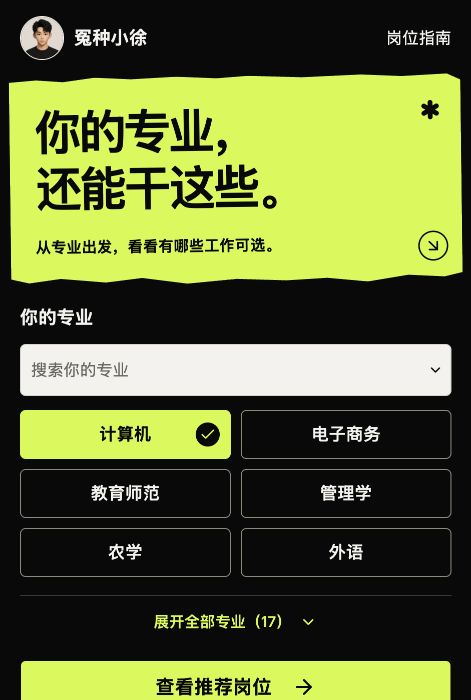 冤种小徐
岗位指南
你的专业，
还能干这些。
从专业出发，看看有哪些工作可选。
你的专业
搜索你的专业
计算机
电子商务
教育师范
管理学
农学
外语
展开全部专业（17）
查看推荐岗位